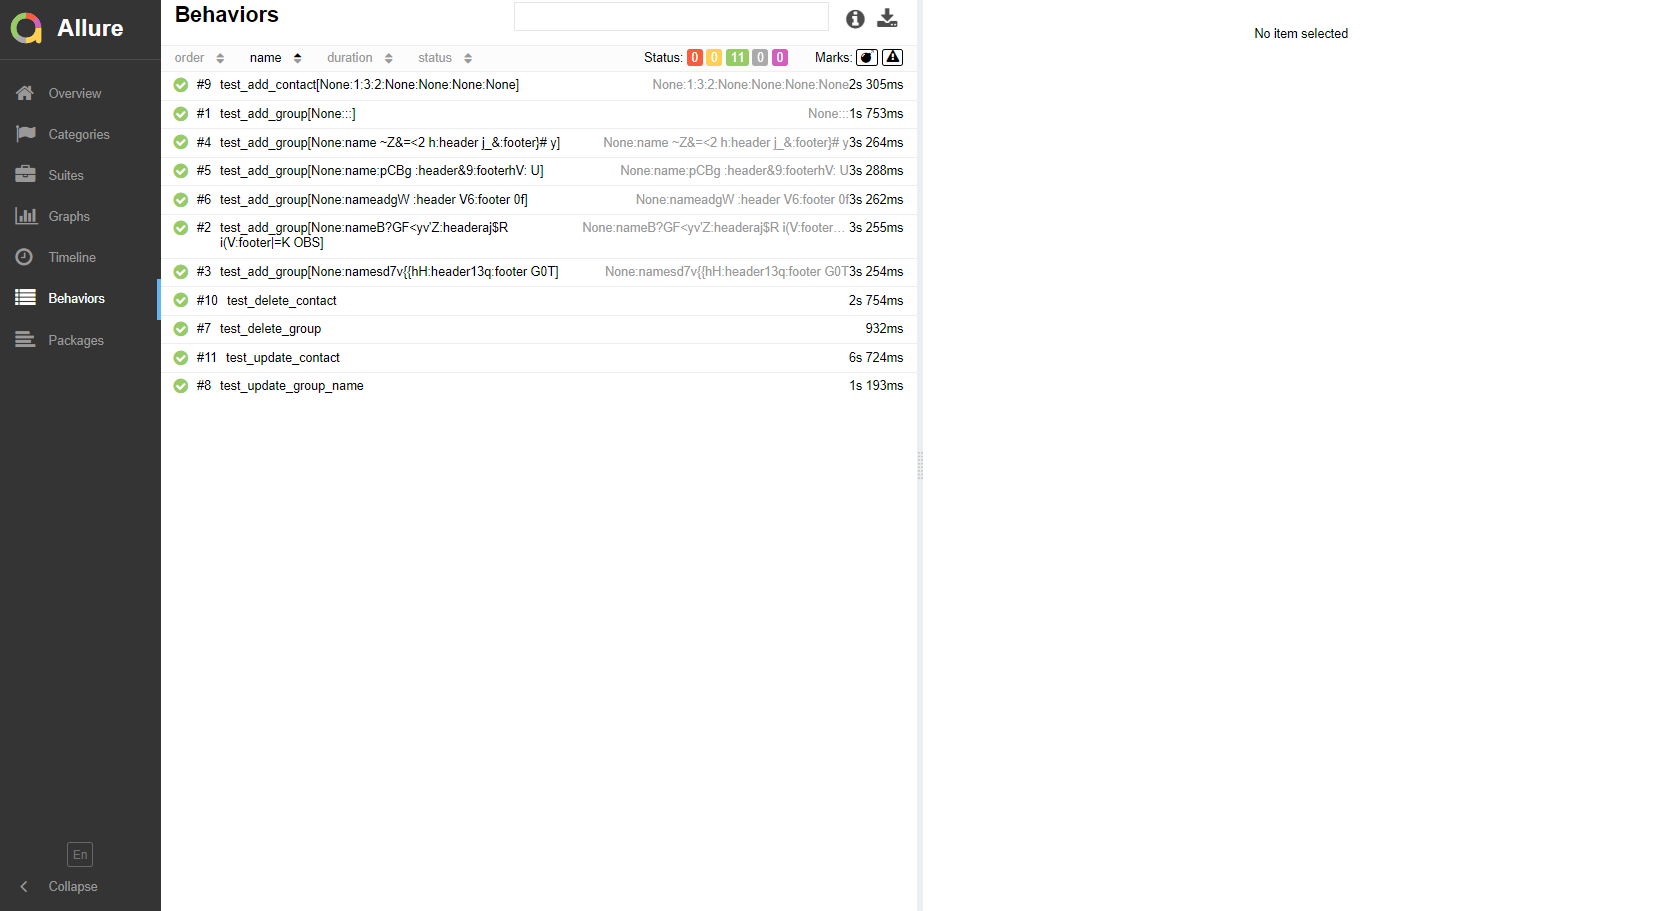 Allure
Overview
Categories
Suites
Graphs
Timeline
Behaviors
Packages
En
Collapse
Behaviors
order name duration status Status: 0 0 11 0 0 Marks:
#9 test_add_contact[None:1:3:2:None:None:None:None] None:1:3:2:None:None:None:None 2s 305ms
#1 test_add_group[None:::] None::: 1s 753ms
#4 test_add_group[None:name ~Z&=<2 h:header j_&:footer}# y] None:name ~Z&=<2 h:header j_&:footer}# y 3s 264ms
#5 test_add_group[None:name:pCBg :header&9:footerhV: U] None:name:pCBg :header&9:footerhV: U 3s 288ms
#6 test_add_group[None:nameadgW :header V6:footer 0f] None:nameadgW :header V6:footer 0f 3s 262ms
#2 test_add_group[None:nameB?GF<yv'Z:headeraj$R None:nameB?GF<yv'Z:headeraj$R i(V:footer... 3s 255ms
i(V:footer|=K OBS]
#3 test_add_group[None:namesd7v{{hH:header13q:footer G0T] None:namesd7v{{hH:header13q:footer G0T 3s 254ms
#10 test_delete_contact 2s 754ms
#7 test_delete_group 932ms
#11 test_update_contact 6s 724ms
#8 test_update_group_name 1s 193ms
No item selected